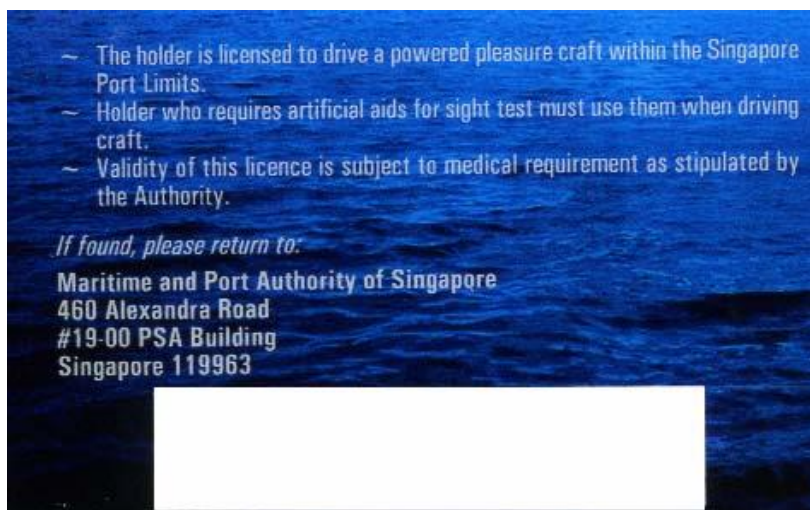 ~ The holder is licensed to drive a powered pleasure craft within the Singapore
Port Limits.
~ Holder who requires artificial aids for sight test must use them when driving
craft.
~ Validity of this licence is subject to medical requirement as stipulated by
the Authority.
If found, please return to:
Maritime and Port Authority of Singapore
460 Alexandra Road
#19-00 PSA Building
Singapore 119963